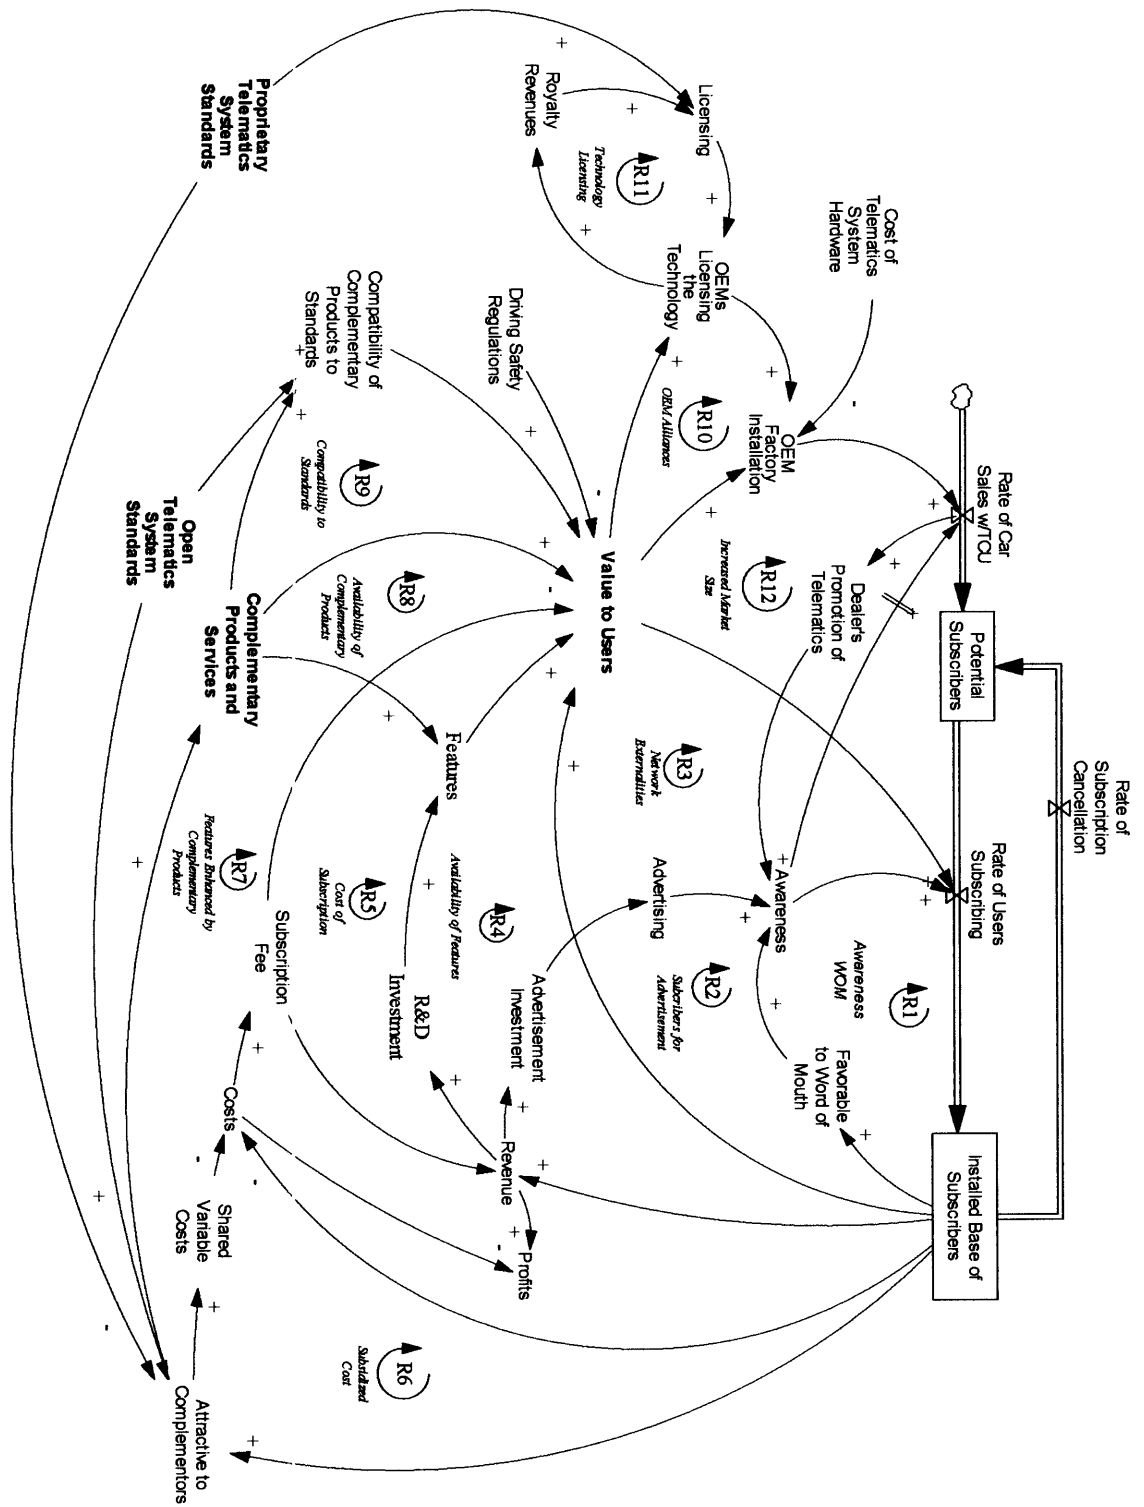 Rate of
Subscription
Cancellation
Rate of Car
Sales w/TCU
Potential
Subscribers
Rate of Users
Subscribing
Installed Base of
Subscribers
Cost of
Telematics
System
Hardware
Dealer's
Promotion of
Telematics
Awareness
Awareness
WOM
R1
Favorable
to Word of
Mouth
Licensing
OEMs
Licensing
the
Technology
OEM
Factory
Installation
R12
Increased Market
Size
R10
OEM Alliances
R3
Network
Externalities
Advertising
R2
Subcribers for
Advertisement
R11
Technology
Licensing
Royalty
Revenues
Value to Users
Driving Safety
Regulations
Advertisement
Investment
Revenue
Profits
R4
Availability of Features
Features
R&D
Investment
R8
Availability of
Complementary
Products
R9
Compatibility to
Standards
Compatibility of
Complementary
Products to
Standards
R5
Cost of
Subscription
R6
Subsidized
Cost
Subscription
Fee
Costs
Shared
Variable
Costs
R7
Features Enhanced by
Complementary
Products
Proprietary
Telematics
System
Standards
Complementary
Products and
Services
Open
Telematics
System
Standards
Attractive to
Complementors